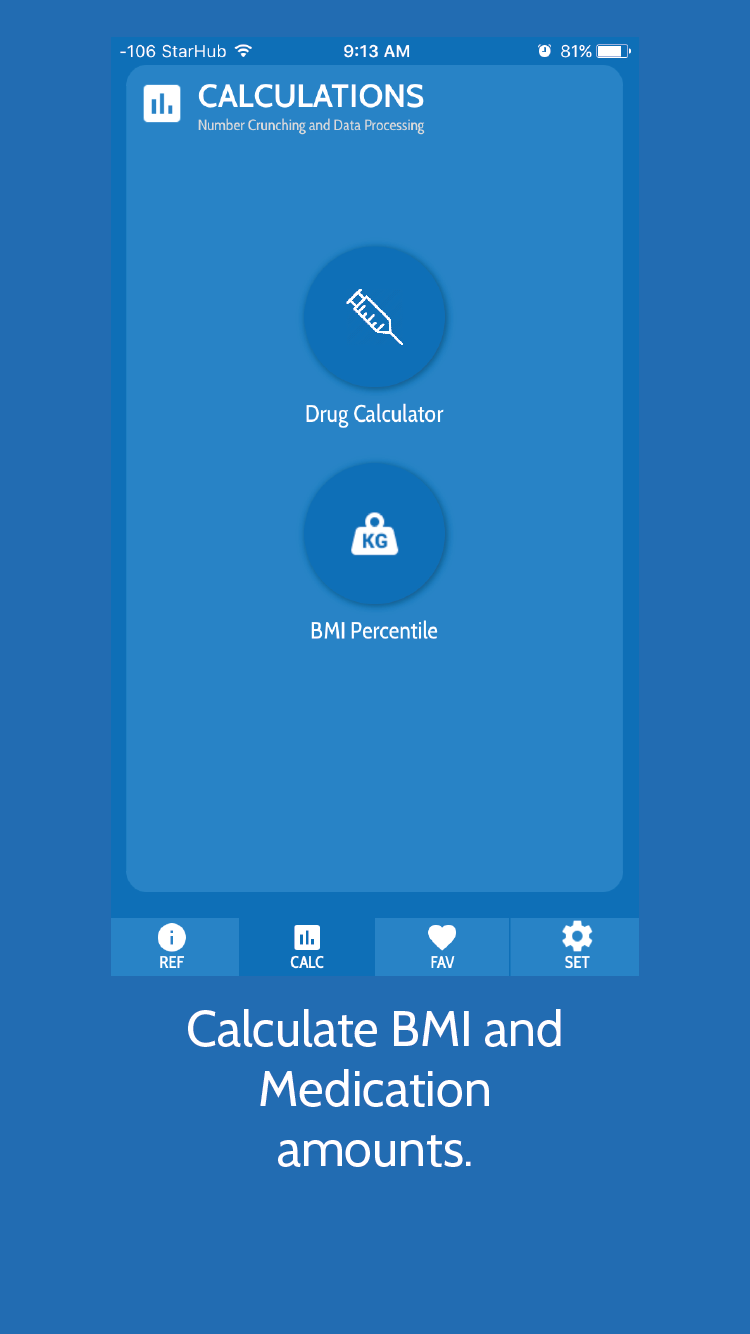 -106 StarHub 9:13 AM 81%
CALCULATIONS
Number Crunching and Data Processing
Drug Calculator
KG
BMI Percentile
REF CALC FAV SET
Calculate BMI and
Medication
amounts.